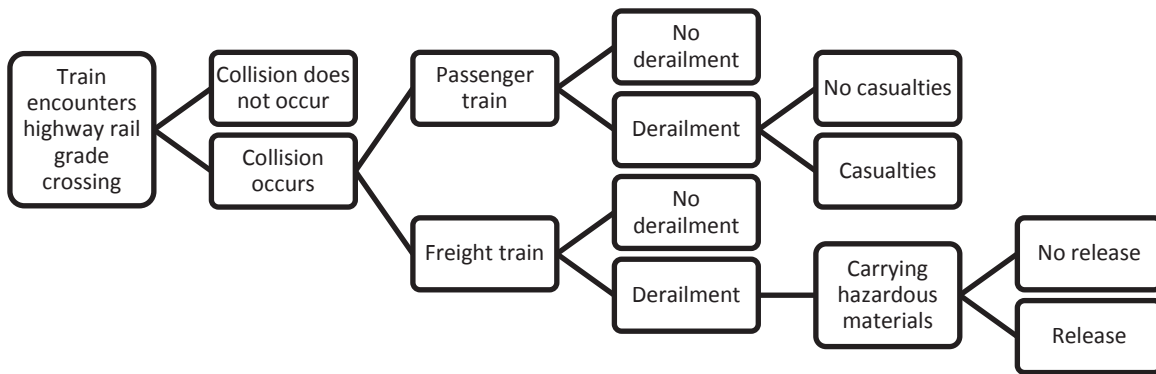 Train
encounters
highway rail
grade
crossing
Collision does
not occur
Collision
occurs
Passenger
train
Freight train
No
derailment
Derailment
No
derailment
Derailment
No casualties
Casualties
Carrying
hazardous
materials
No release
Release